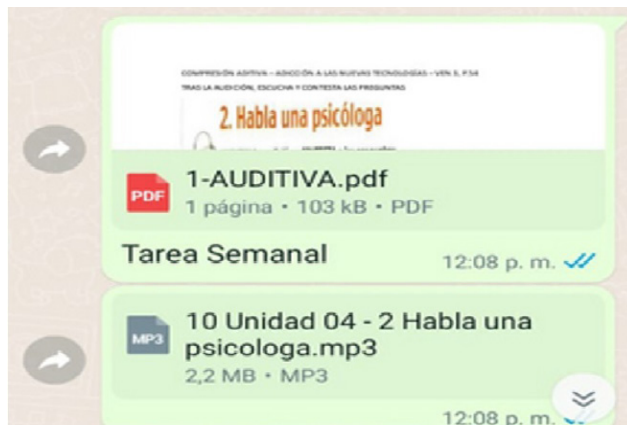 COMPRENSIÓN ADITIVA – ADICCIÓN A LAS NUEVAS TECNOLOGÍAS – VEN 3, P.54
TRAS LA AUDICIÓN, ESCUCHA Y CONTESTA LAS PREGUNTAS
2. Habla una psicóloga
PDF
1-AUDITIVA.pdf
1 página • 103 kB • PDF
Tarea Semanal
12:08 p. m.
MP3
10 Unidad 04 - 2 Habla una
psicologa.mp3
2,2 MB • MP3
12:08 p. m.